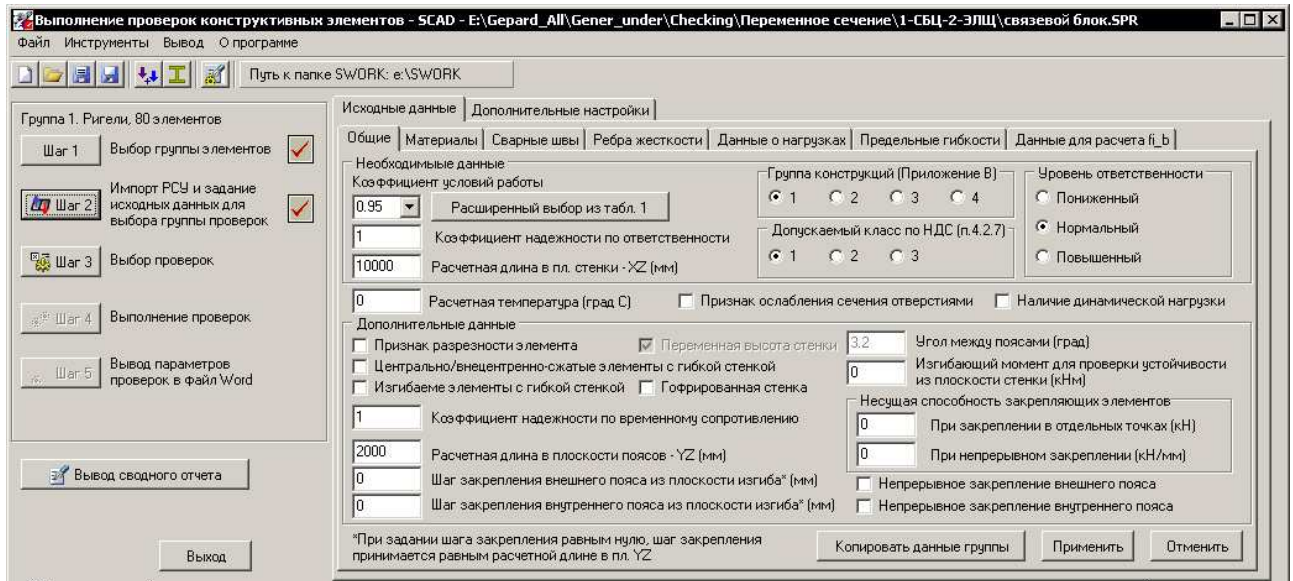 Выполнение проверок конструктивных элементов - SCAD - E:\Gepard_All\Gener_under\Checking\Переменное сечение\1-СБЦ-2-ЭЛЩ\связевой блок.SPR
Файл Инструменты Вывод О программе
Путь к папке SWORK: e:\SWORK
Группа 1. Ригели, 80 элементов
Шаг 1 Выбор группы элементов
Шаг 2 Импорт РСУ и задание
исходных данных для
выбора группы проверок
Шаг 3 Выбор проверок
Шаг 4 Выполнение проверок
Шаг 5 Вывод параметров
проверок в файл Word
Вывод сводного отчета
Выход
Исходные данные Дополнительные настройки
Общие Материалы Сварные швы Ребра жесткости Данные о нагрузках Предельные гибкости Данные для расчета fi_b
Необходимыые данные
Коэффициент условий работы
0.95 Расширенный выбор из табл. 1
1 Коэффициент надежности по ответственности
10000 Расчетная длина в пл. стенки - XZ (мм)
Группа конструкций (Приложение В)
1 2 3 4
Допускаемый класс по НДС (п.4.2.7)
1 2 3
Уровень ответственности
Пониженный
Нормальный
Повышенный
0 Расчетная температура (град С) Признак ослабления сечения отверстиями Наличие динамической нагрузки
Дополнительные данные
Признак разрезности элемента Переменная высота стенки 3.2 Угол между поясами (град)
Центрально/внецентренно-сжатые элементы с гибкой стенкой
Изгибаеме элементы с гибкой стенкой Гофрированная стенка
0 Изгибающий момент для проверки устойчивости
из плоскости стенки (кНм)
1 Коэффициент надежности по временному сопротивлению
2000 Расчетная длина в плоскости поясов - YZ (мм)
0 Шаг закрепления внешнего пояса из плоскости изгиба* (мм)
0 Шаг закрепления внутреннего пояса из плоскости изгиба* (мм)
Несущая способность закрепляющих элементов
0 При закреплении в отдельных точках (кН)
0 При непрерывном закреплении (кН/мм)
Непрерывное закрепление внешнего пояса
Непрерывное закрепление внутреннего пояса
*При задании шага закрепления равным нулю, шаг закрепления
принимается равным расчетной длине в пл. YZ
Копировать данные группы Применить Отменить